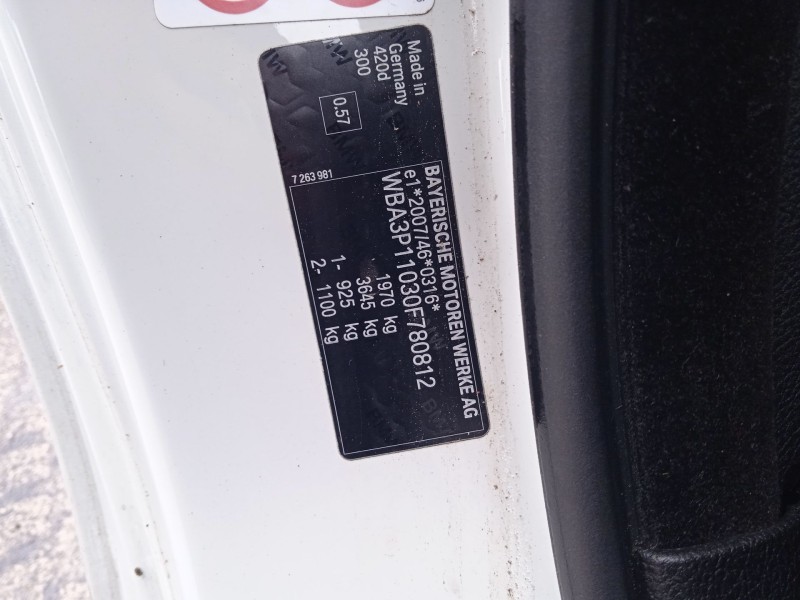 BAYERISCHE MOTOREN WERKE AG
e1*2007/46*0316*
WBA3P11030F780812
1970 kg
3645 kg
1- 925 kg
2- 1100 kg
Made in
Germany
420d
300
0.57
7 263 981